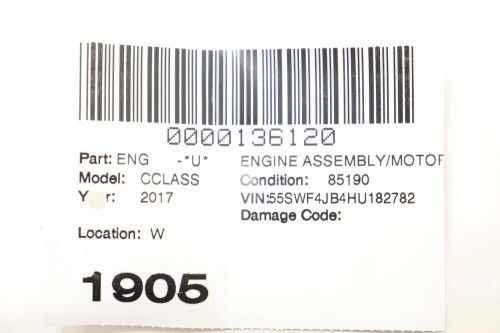 0000136120
Part: ENG -*U* ENGINE ASSEMBLY/MOTOR
Model: CCLASS Condition: 85190
Year: 2017 VIN:55SWF4JB4HU182782
Damage Code:
Location: W
1905